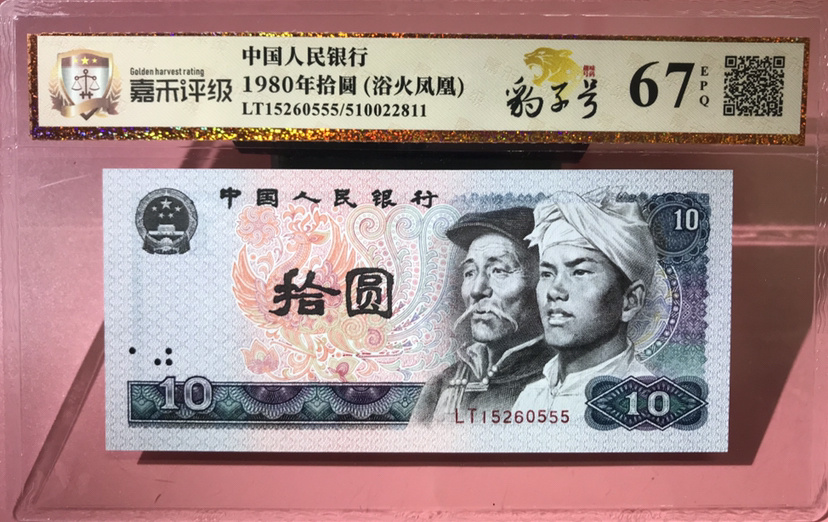 Golden harvest rating
嘉禾评级
中国人民银行
1980年拾圆 (浴火凤凰)
LT15260555/510022811
豹子号
67
EPQ
中国人民银行
10
拾圆
10
LT15260555
10